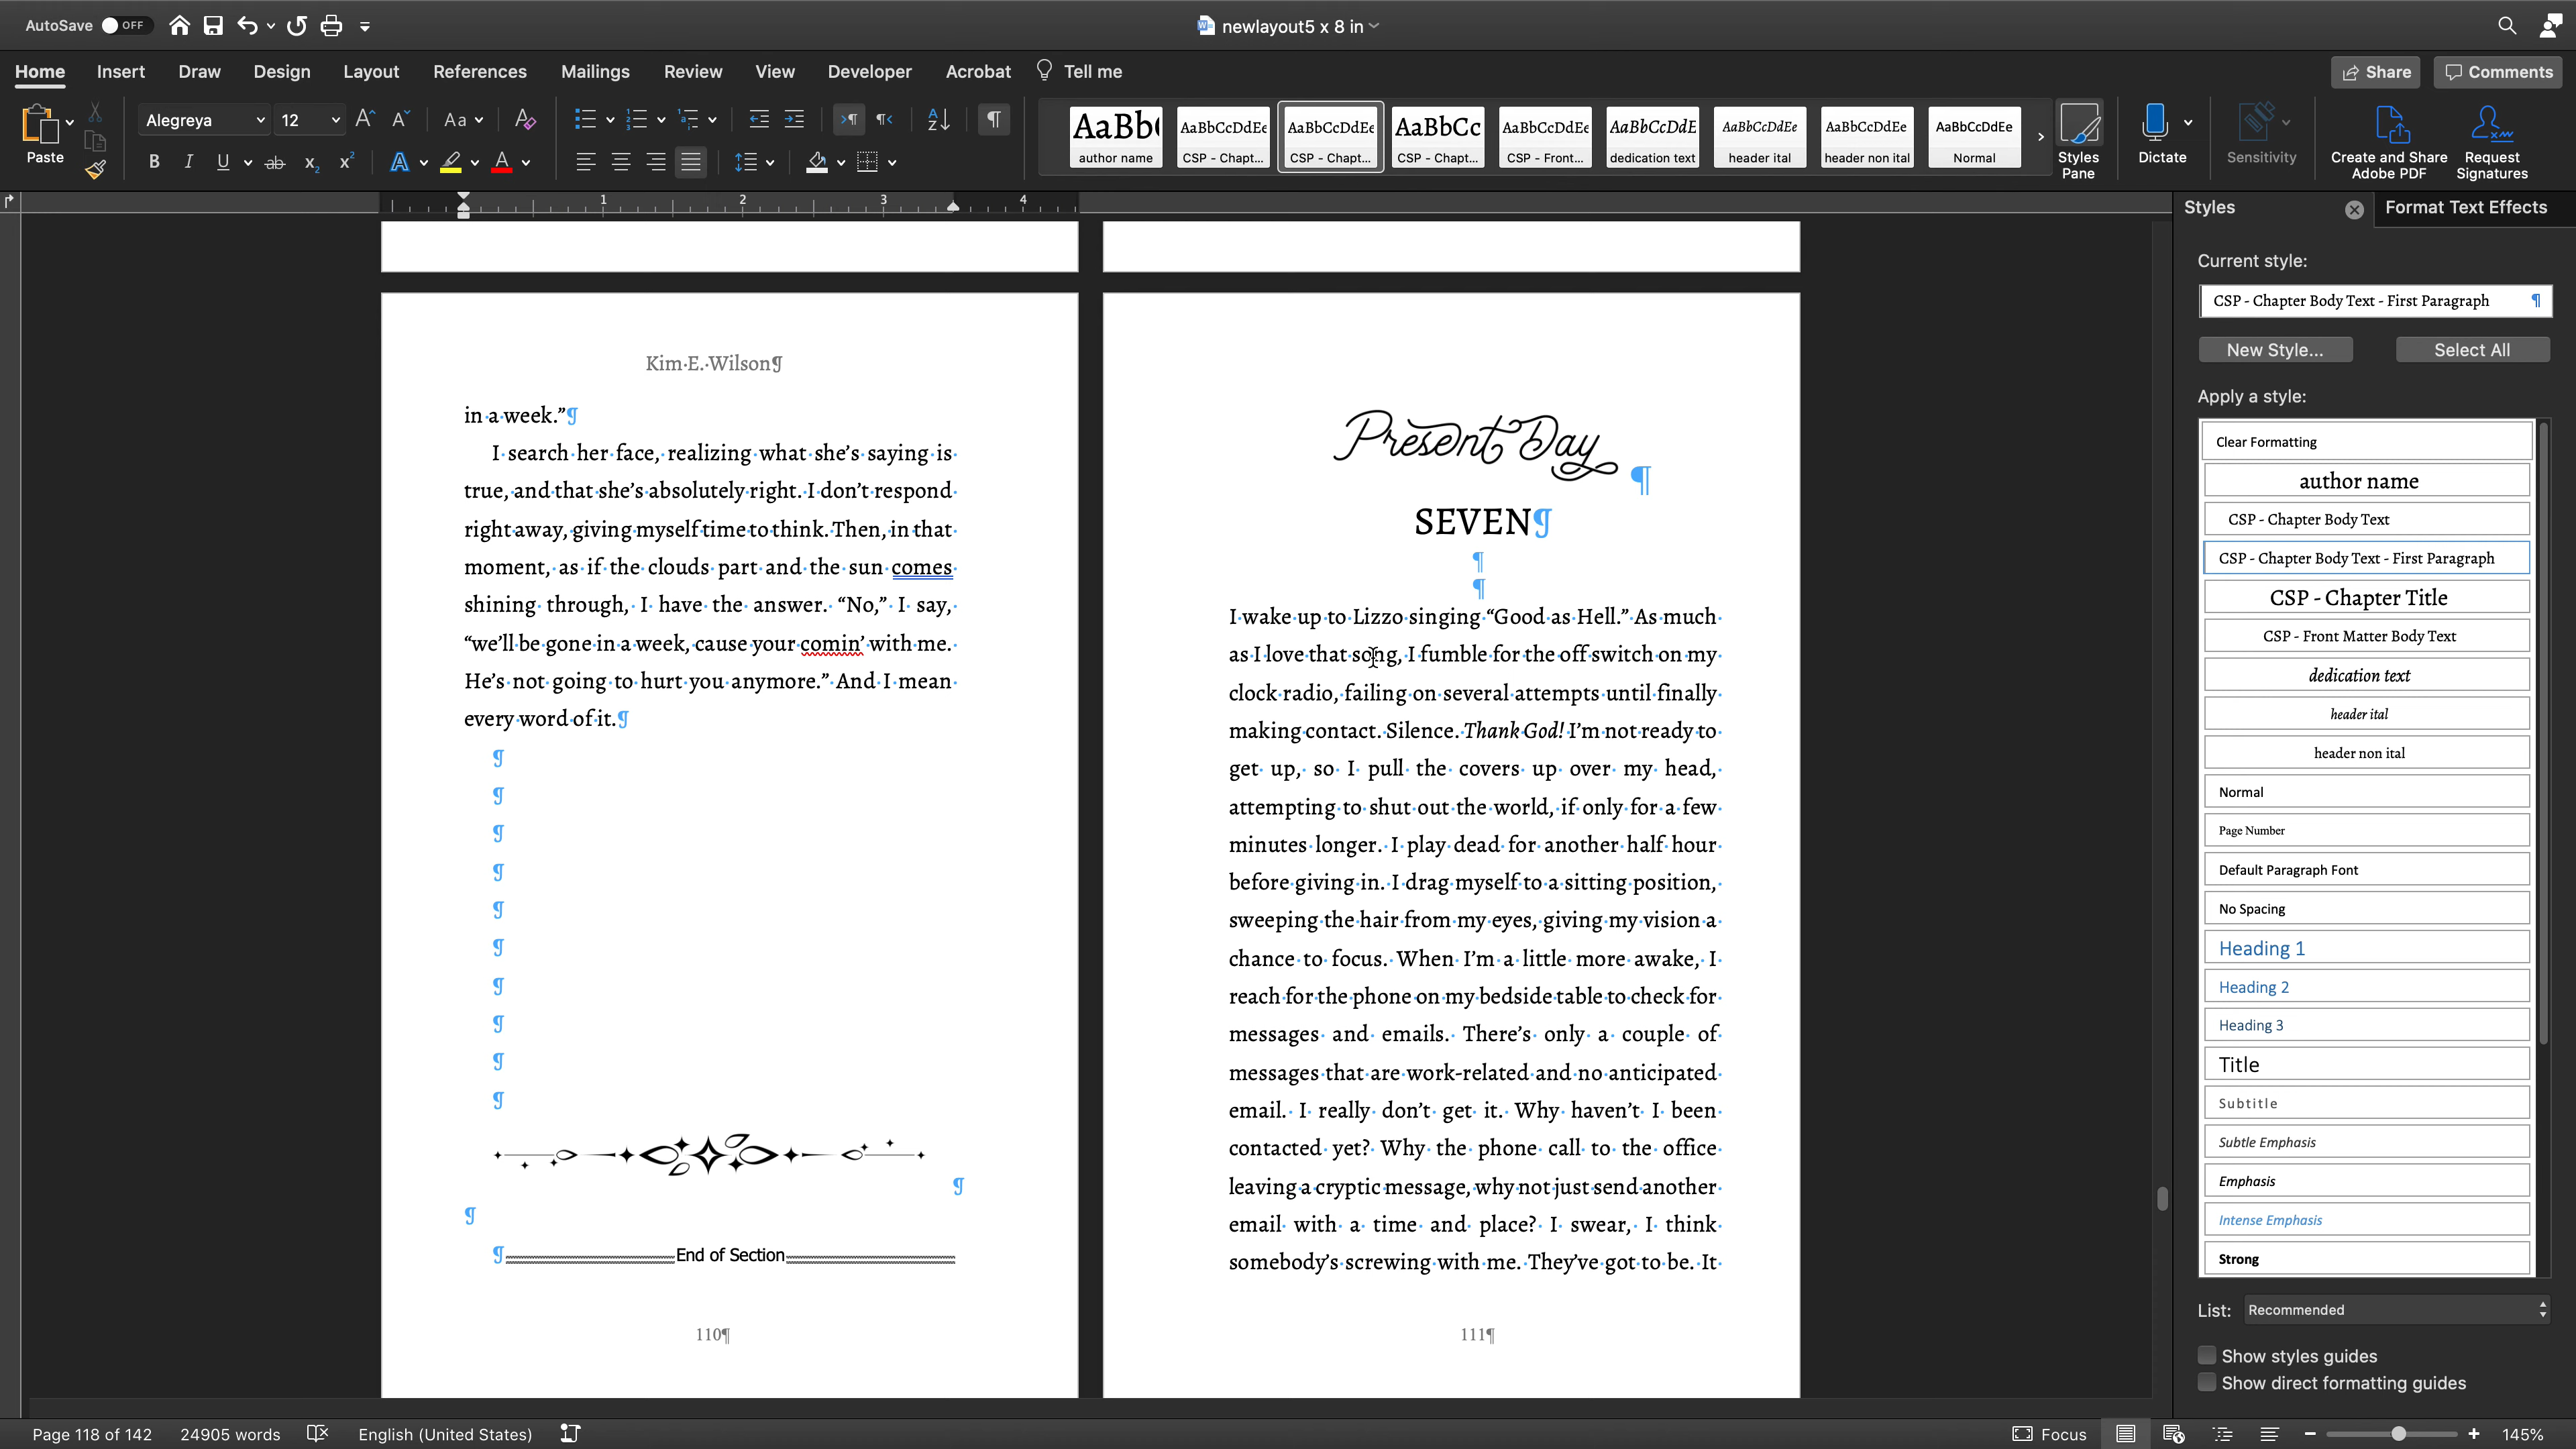 AutoSave OFF
newlayout5 x 8 in
Home Insert Draw Design Layout References Mailings Review View Developer Acrobat Tell me
Share Comments
Paste
Alegreya 12
Aa
AaBb( author name
AaBbCcDdEe CSP - Chapt...
AaBbCcDdEe CSP - Chapt...
AaBbCc CSP - Chapt...
AaBbCcDdEe CSP - Front...
AaBbCcDdE dedication text
AaBbCcDdEe header ital
AaBbCcDdEe header non ital
AaBbCcDdEe Normal
Styles Pane
Dictate
Sensitivity
Create and Share Adobe PDF
Request Signatures
1 2 3 4
Kim·E.·Wilson¶
in·a·week.”¶
I·search·her·face,·realizing·what·she’s·saying·is·
true,·and·that·she’s·absolutely·right.·I·don’t·respond·
right·away,·giving·myself·time·to·think.·Then,·in·that·
moment,·as·if·the·clouds·part·and·the·sun·comes·
shining·through,·I·have·the·answer.·“No,”·I·say,·
“we’ll·be·gone·in·a·week,·cause·your·comin’·with·me.·
He’s·not·going·to·hurt·you·anymore.”·And·I·mean·
every·word·of·it.¶
¶
¶
¶
¶
¶
¶
¶
¶
¶
¶
¶
¶
¶End of Section
110¶
Present Day ¶
SEVEN¶
¶
¶
I·wake·up·to·Lizzo·singing·“Good·as·Hell.”·As·much·
as·I·love·that·song,·I·fumble·for·the·off·switch·on·my·
clock·radio,·failing·on·several·attempts·until·finally·
making·contact.·Silence.·Thank·God!·I’m·not·ready·to·
get·up,·so·I·pull·the·covers·up·over·my·head,·
attempting·to·shut·out·the·world,·if·only·for·a·few·
minutes·longer.·I·play·dead·for·another·half·hour·
before·giving·in.·I·drag·myself·to·a·sitting·position,·
sweeping·the·hair·from·my·eyes,·giving·my·vision·a·
chance·to·focus.·When·I’m·a·little·more·awake,·I·
reach·for·the·phone·on·my·bedside·table·to·check·for·
messages·and·emails.·There’s·only·a·couple·of·
messages·that·are·work-related·and·no·anticipated·
email.·I·really·don’t·get·it.·Why·haven’t·I·been·
contacted·yet?·Why·the·phone·call·to·the·office·
leaving·a·cryptic·message,·why·not·just·send·another·
email·with·a·time·and·place?·I·swear,·I·think·
somebody’s·screwing·with·me.·They’ve·got·to·be.·It·
111¶
Styles
Format Text Effects
Current style:
CSP - Chapter Body Text - First Paragraph ¶
New Style... Select All
Apply a style:
Clear Formatting
author name
CSP - Chapter Body Text
CSP - Chapter Body Text - First Paragraph
CSP - Chapter Title
CSP - Front Matter Body Text
dedication text
header ital
header non ital
Normal
Page Number
Default Paragraph Font
No Spacing
Heading 1
Heading 2
Heading 3
Title
Subtitle
Subtle Emphasis
Emphasis
Intense Emphasis
Strong
List: Recommended
Show styles guides
Show direct formatting guides
Page 118 of 142 24905 words English (United States) Focus 145%